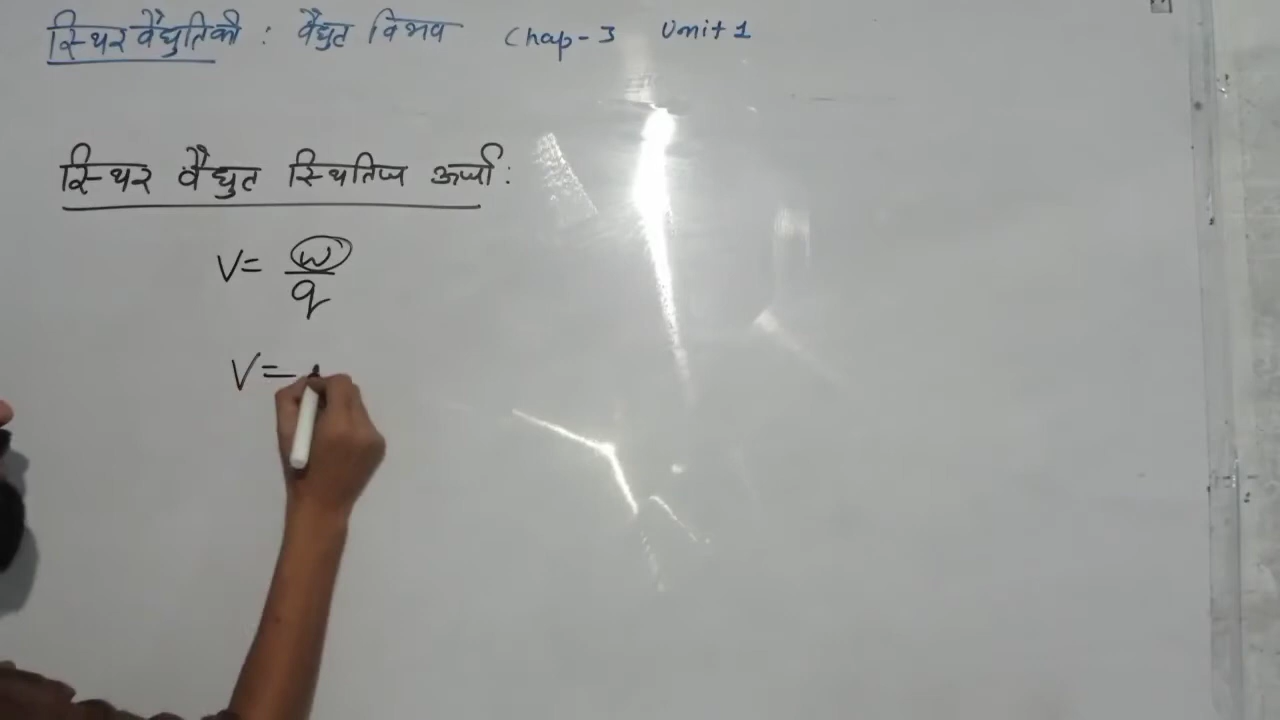 स्थिर वैद्युतिकी : वैद्युत विभव Chap-3 Unit 1
स्थिर वैद्युत स्थितिज ऊर्जा :
V = W/q
V =